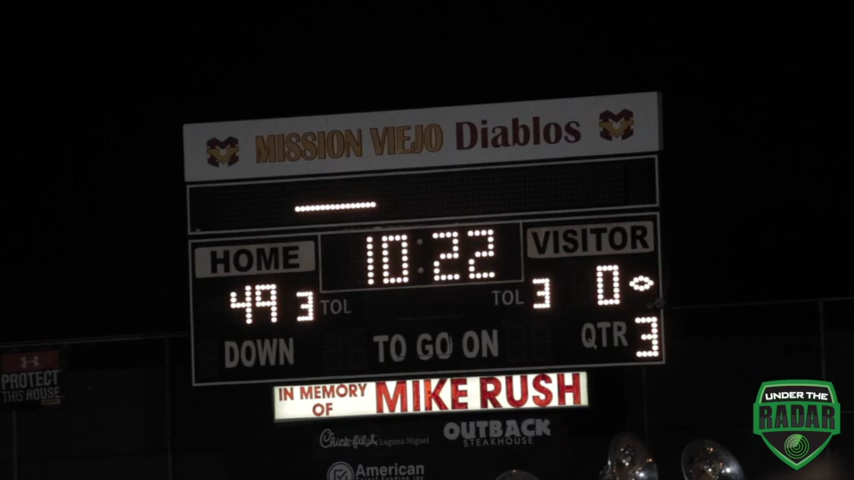 MISSION VIEJO Diablos
HOME
10:22
VISITOR
49 3 TOL
TOL 3 0
DOWN
TO GO ON
QTR 3
IN MEMORY OF
MIKE RUSH
PROTECT
THIS HOUSE
Chick-fil-A Laguna Niguel
OUTBACK
STEAKHOUSE
American
UNDER THE
RADAR